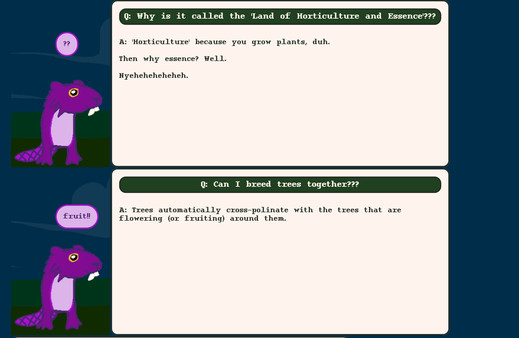 Q: Why is it called the 'Land of Horticulture and Essence'???
??
A: 'Horticulture' because you grow plants, duh.
Then why essence? Well.
Nyehehehehheh.
Q: Can I breed trees together???
fruit!!
A: Trees automatically cross-polinate with the trees that are
flowering (or fruiting) around them.